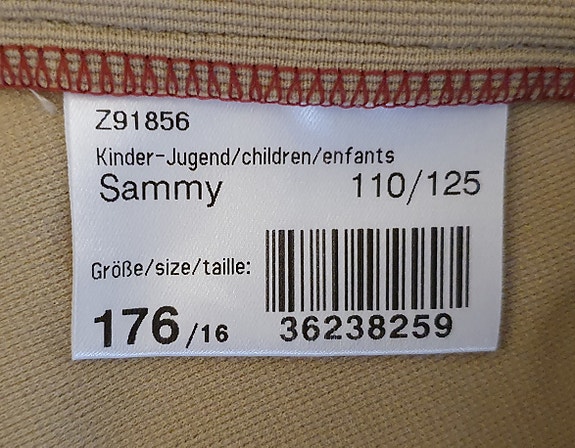 Z91856
Kinder-Jugend/children/enfants
Sammy 110/125
Größe/size/taille:
176/16 36238259